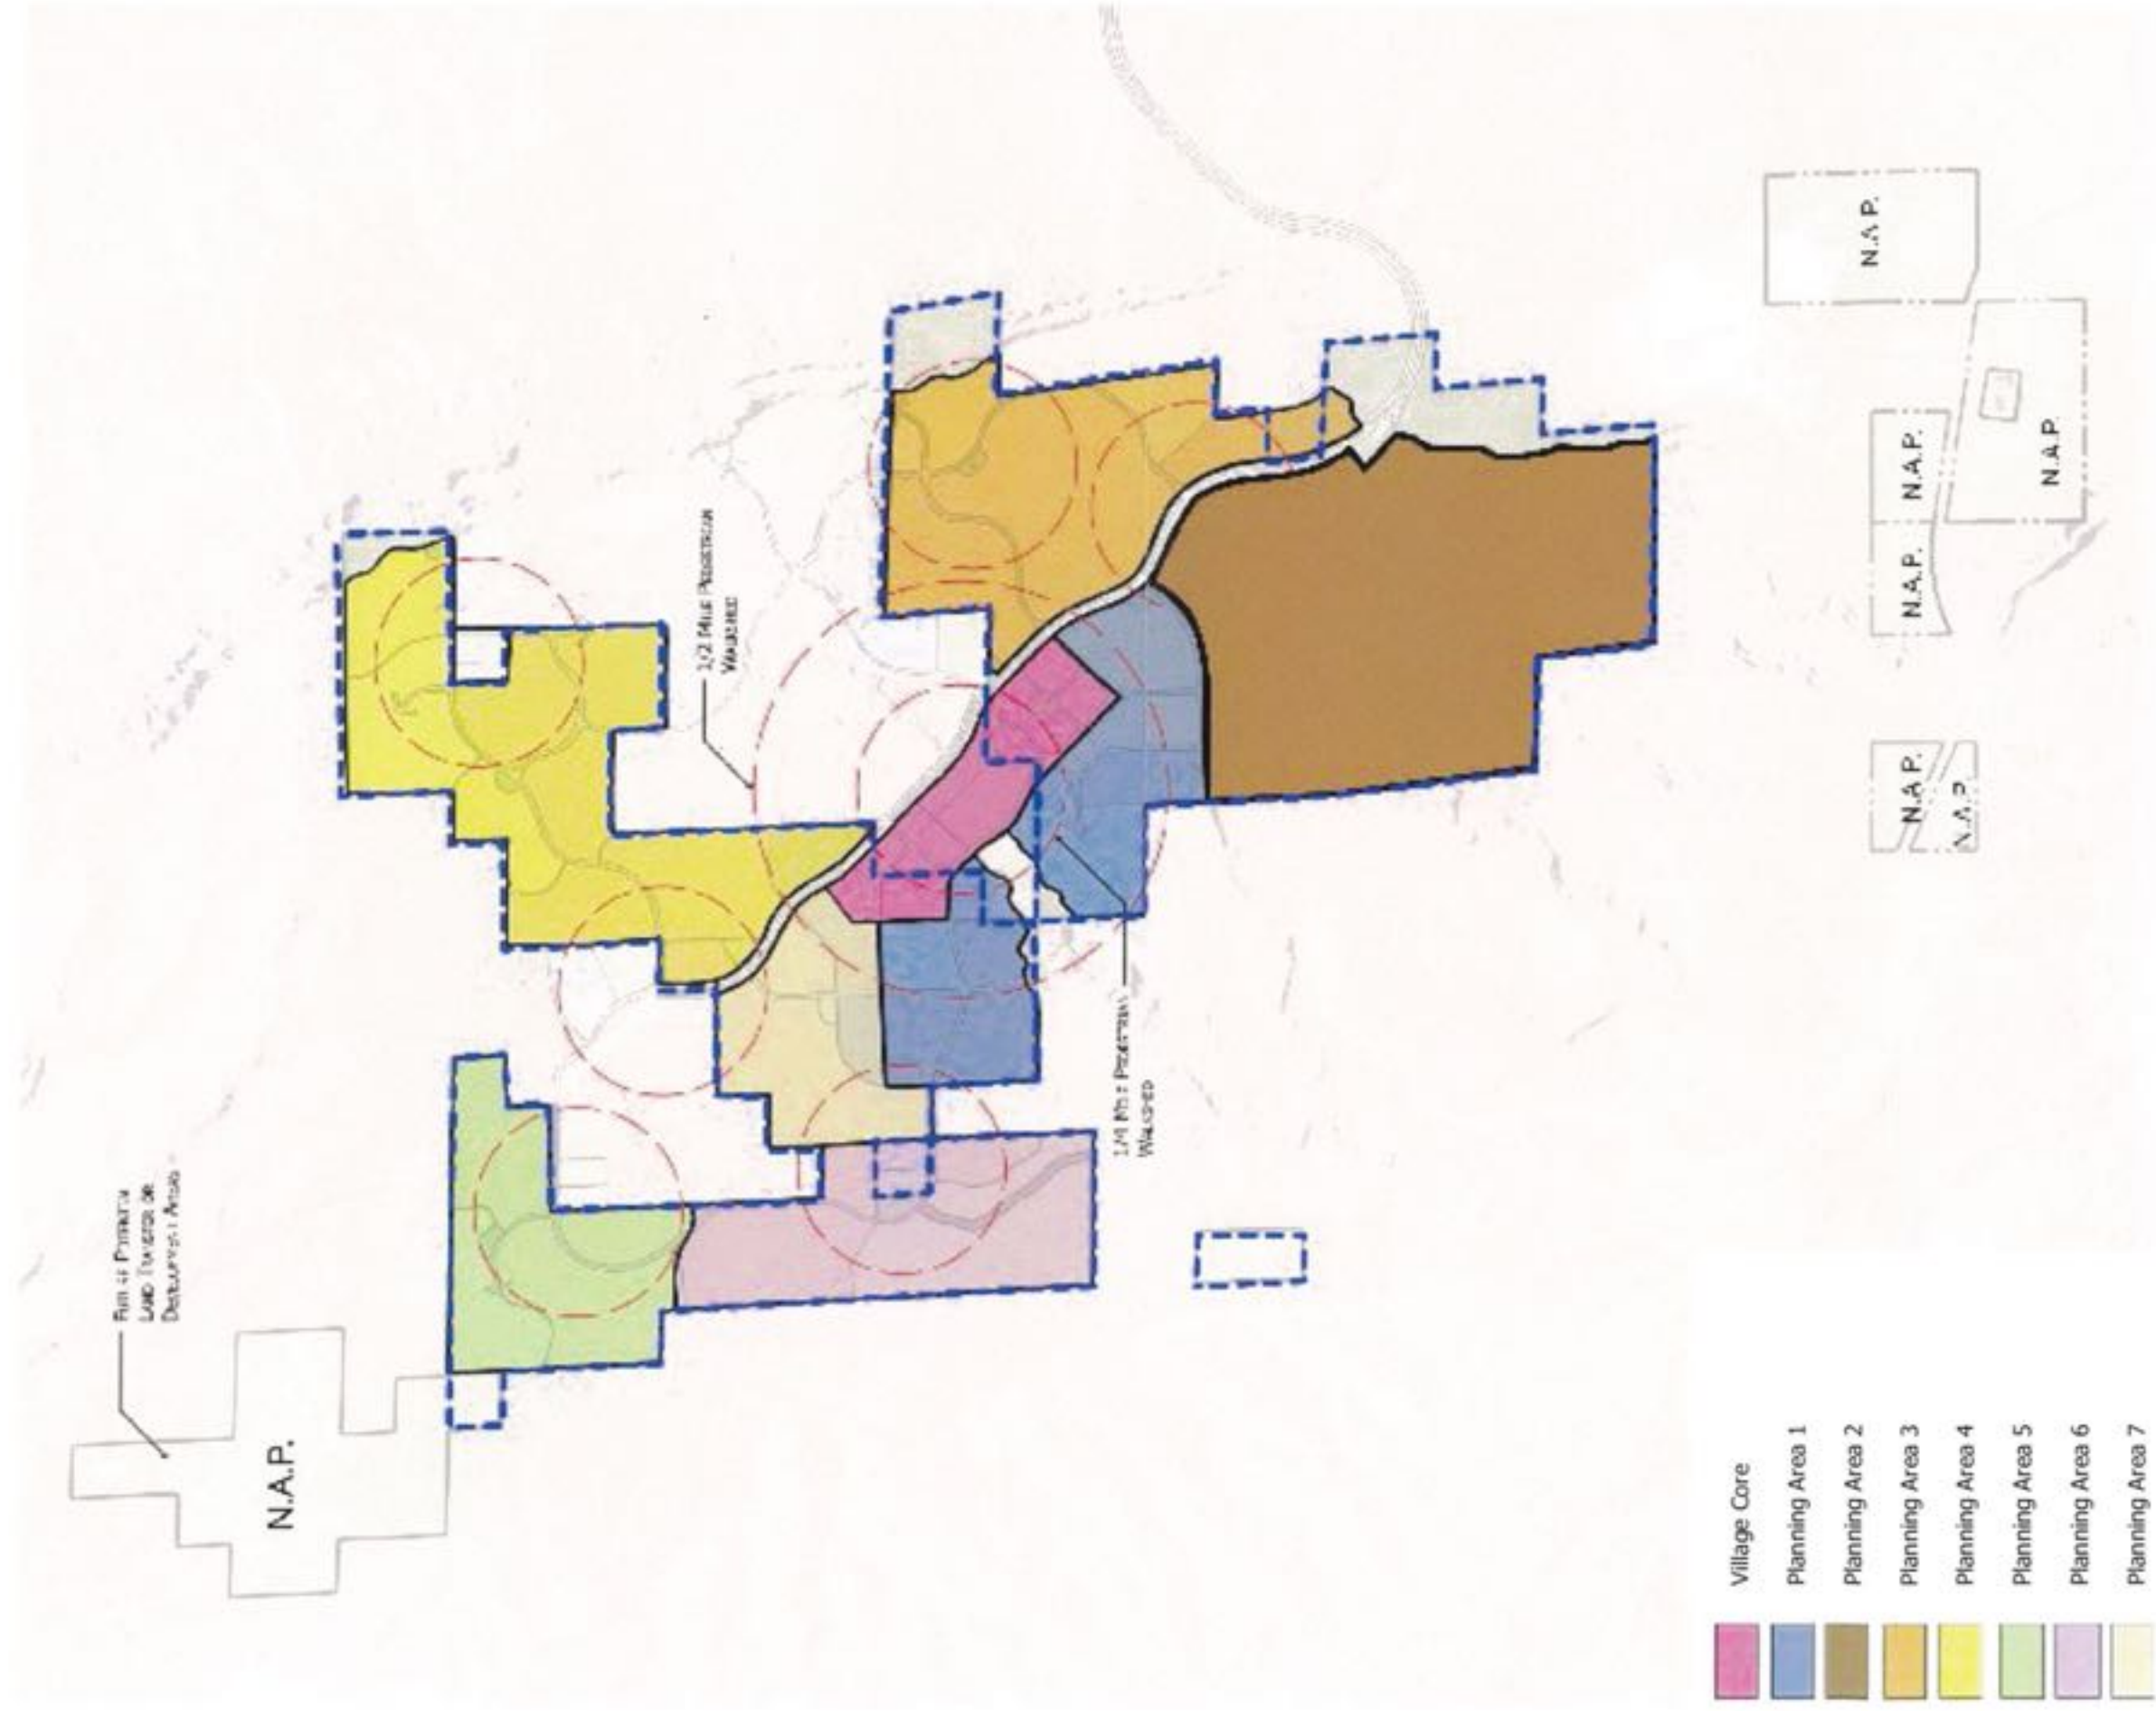 N.A.P.
1/2 MILE PEDESTRIAN
WALKSHED
1/4 MILE PEDESTRIAN
WALKSHED
N.A.P.
N.A.P.
N.A.P.
N.A.P.
N.A.P.
N.A.P.
Village Core
Planning Area 1
Planning Area 2
Planning Area 3
Planning Area 4
Planning Area 5
Planning Area 6
Planning Area 7